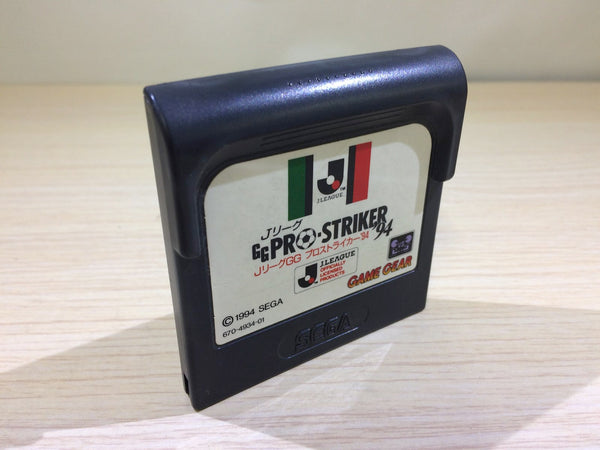 J
J.LEAGUE
Jリーグ
GG PRO·STRIKER '94
JリーグGG プロストライカー'94
J
J.LEAGUE
OFFICIALLY
LICENSED
PRODUCTS
GAME GEAR
©1994 SEGA
670-4934-01
SEGA